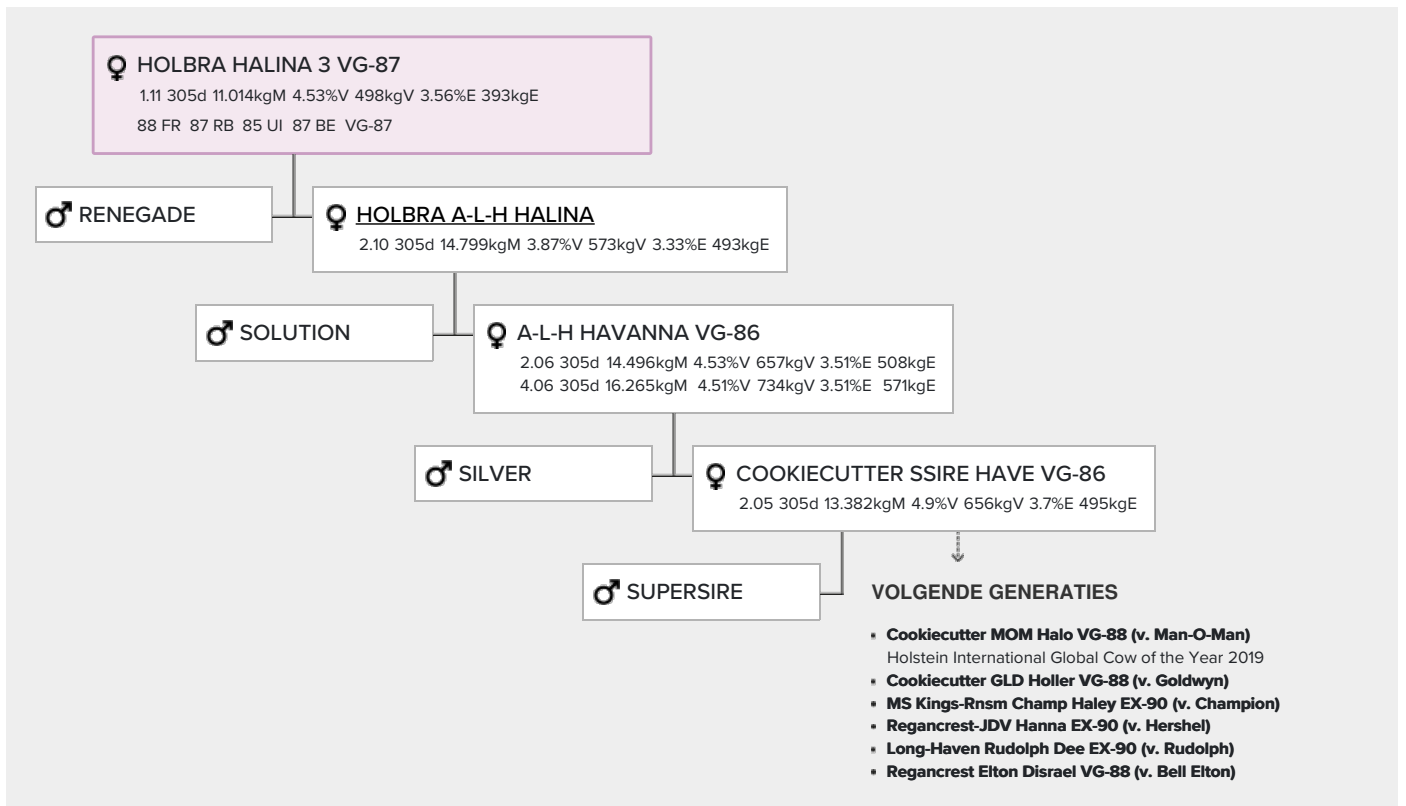 HOLBRA HALINA 3 VG-87
1.11 305d 11.014kgM 4.53%V 498kgV 3.56%E 393kgE
88 FR 87 RB 85 UI 87 BE VG-87
RENEGADE
HOLBRA A-L-H HALINA
2.10 305d 14.799kgM 3.87%V 573kgV 3.33%E 493kgE
SOLUTION
A-L-H HAVANNA VG-86
2.06 305d 14.496kgM 4.53%V 657kgV 3.51%E 508kgE
4.06 305d 16.265kgM 4.51%V 734kgV 3.51%E 571kgE
SILVER
COOKIECUTTER SSIRE HAVE VG-86
2.05 305d 13.382kgM 4.9%V 656kgV 3.7%E 495kgE
SUPERSIRE
VOLGENDE GENERATIES
Cookiecutter MOM Halo VG-88 (v. Man-O-Man)
Holstein International Global Cow of the Year 2019
Cookiecutter GLD Holler VG-88 (v. Goldwyn)
MS Kings-Rnsm Champ Haley EX-90 (v. Champion)
Regancrest-JDV Hanna EX-90 (v. Hershel)
Long-Haven Rudolph Dee EX-90 (v. Rudolph)
Regancrest Elton Disrael VG-88 (v. Bell Elton)